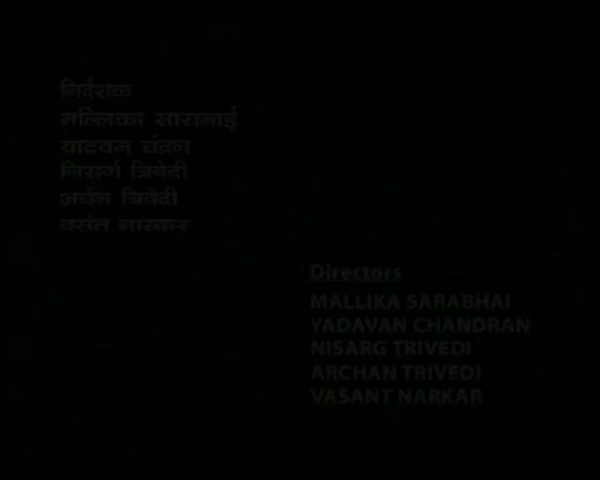 निर्देशक
मल्लिका साराभाई
यादवन चंद्रन
निसर्ग त्रिवेदी
अर्चन त्रिवेदी
वसंत नारकर
Directors
MALLIKA SARABHAI
YADAVAN CHANDRAN
NISARG TRIVEDI
ARCHAN TRIVEDI
VASANT NARKAR